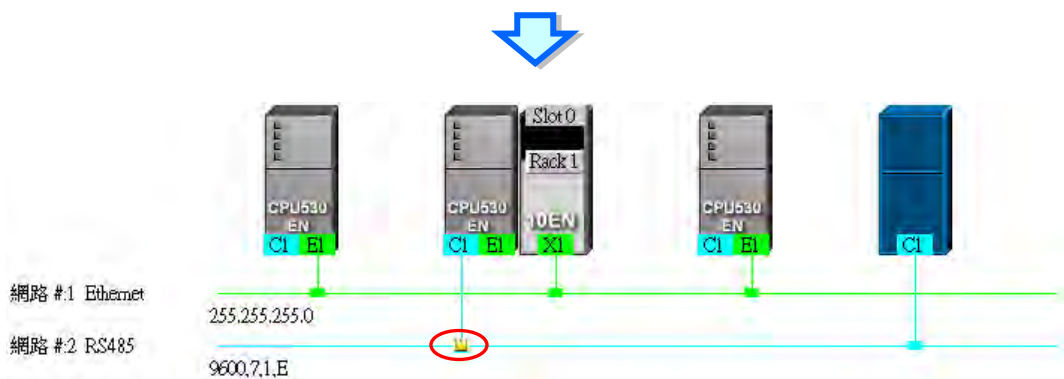 Slot 0
Rack 1
CPU530
EN
C1 E1
CPU530
EN
C1 E1
10EN
X1
CPU530
EN
C1 E1
C1
網路 #:1 Ethernet
255.255.255.0
網路 #:2 RS485
9600,7,1,E